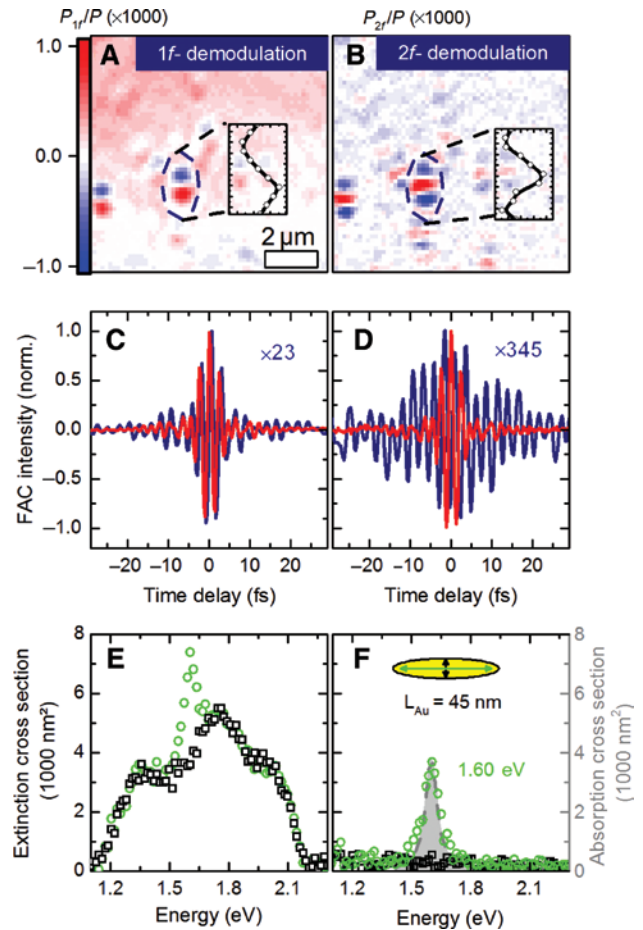 P1f/P (×1000) P2f/P (×1000)
A 1f- demodulation B 2f- demodulation
1.0
0.0
–1.0
2 μm
C ×23 D ×345
FAC intensity (norm.)
1.0
0.5
0.0
–0.5
–1.0
–20 –10 0 10 20 –20 –10 0 10 20
Time delay (fs) Time delay (fs)
E F
Extinction cross section
(1000 nm²)
8
6
4
2
0
L_Au = 45 nm
1.60 eV
8
6
4
2
0
Absorption cross section
(1000 nm²)
1.2 1.5 1.8 2.1 1.2 1.5 1.8 2.1
Energy (eV) Energy (eV)